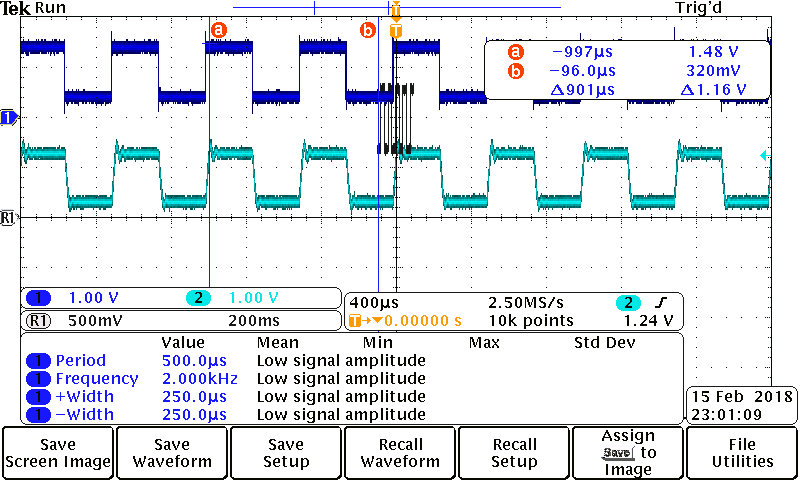 Tek Run Trig'd
T
a b T
a −997µs 1.48 V
b −96.0µs 320mV
Δ901µs Δ1.16 V
1
R1
1 1.00 V 2 1.00 V
R1 500mV 200ms
400µs 2.50MS/s 2
T→▼0.00000 s 10k points 1.24 V
Value Mean Min Max Std Dev
1 Period 500.0µs Low signal amplitude
1 Frequency 2.000kHz Low signal amplitude
1 +Width 250.0µs Low signal amplitude
1 −Width 250.0µs Low signal amplitude
15 Feb 2018
23:01:09
Save
Screen Image
Save
Waveform
Save
Setup
Recall
Waveform
Recall
Setup
Assign
Save to
Image
File
Utilities